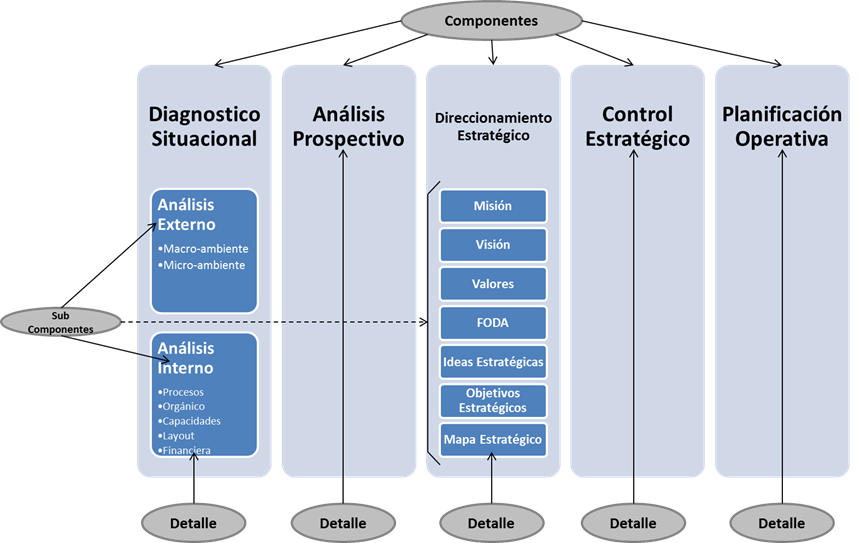 Componentes
Diagnostico
Situacional
Análisis
Externo
•Macro-ambiente
•Micro-ambiente
Análisis
Interno
•Procesos
•Orgánico
•Capacidades
•Layout
•Financiera
Análisis
Prospectivo
Direccionamiento
Estratégico
Misión
Visión
Valores
FODA
Ideas Estratégicas
Objetivos
Estratégicos
Mapa Estratégico
Control
Estratégico
Planificación
Operativa
Sub
Componentes
Detalle
Detalle
Detalle
Detalle
Detalle